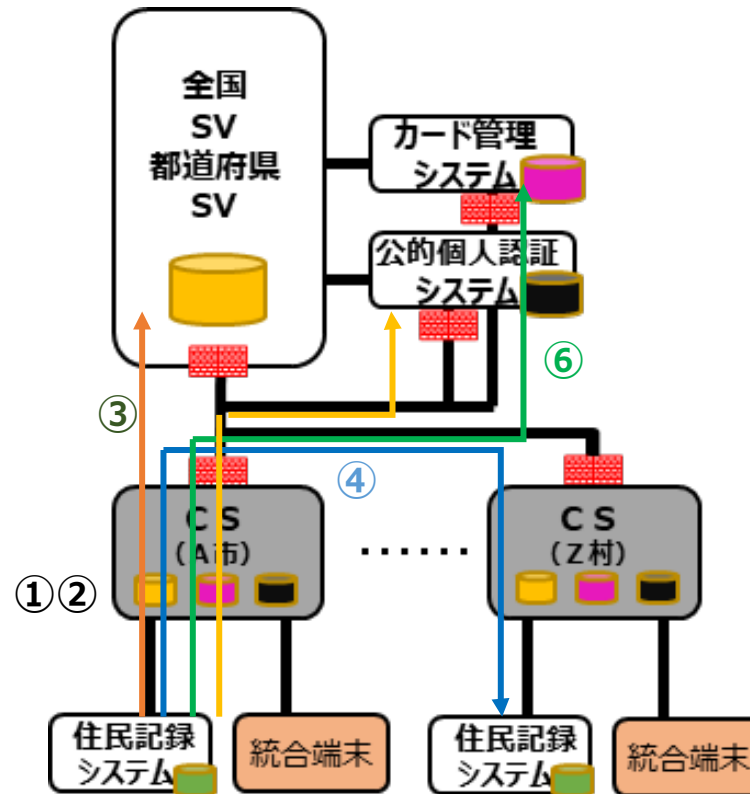 全国
SV
都道府県
SV
カード管理
システム
公的個人認証
システム
⑥
③
④
CS
(A市)
……
CS
(Z村)
①②
住民記録
システム
統合端末
住民記録
システム
統合端末